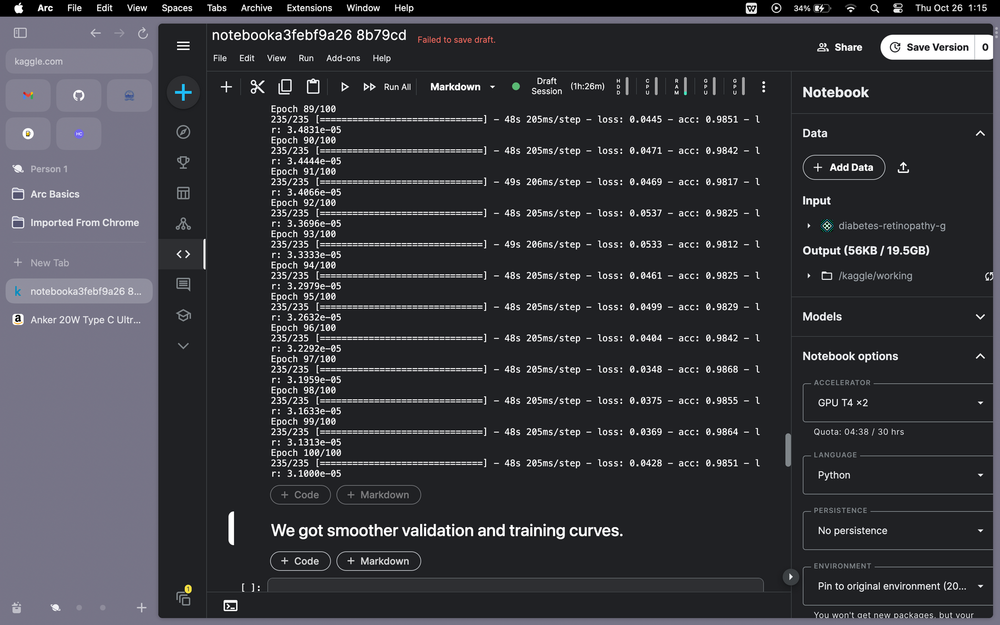 Arc File Edit View Spaces Tabs Archive Extensions Window Help
34% Thu Oct 26 1:15
kaggle.com
HC
Person 1
Arc Basics
Imported From Chrome
New Tab
notebooka3febf9a26 8...
Anker 20W Type C Ultr...
1
notebooka3febf9a26 8b79cd Failed to save draft.
Share Save Version 0
File Edit View Run Add-ons Help
Run All Markdown Draft Session (1h:26m) HDD CPU RAM GPU GPU
Epoch 89/100
235/235 [==============================] - 48s 205ms/step - loss: 0.0445 - acc: 0.9851 - l
r: 3.4831e-05
Epoch 90/100
235/235 [==============================] - 48s 205ms/step - loss: 0.0471 - acc: 0.9842 - l
r: 3.4444e-05
Epoch 91/100
235/235 [==============================] - 49s 206ms/step - loss: 0.0469 - acc: 0.9817 - l
r: 3.4066e-05
Epoch 92/100
235/235 [==============================] - 48s 205ms/step - loss: 0.0537 - acc: 0.9825 - l
r: 3.3696e-05
Epoch 93/100
235/235 [==============================] - 49s 206ms/step - loss: 0.0533 - acc: 0.9812 - l
r: 3.3333e-05
Epoch 94/100
235/235 [==============================] - 48s 205ms/step - loss: 0.0461 - acc: 0.9825 - l
r: 3.2979e-05
Epoch 95/100
235/235 [==============================] - 48s 205ms/step - loss: 0.0499 - acc: 0.9829 - l
r: 3.2632e-05
Epoch 96/100
235/235 [==============================] - 48s 205ms/step - loss: 0.0404 - acc: 0.9842 - l
r: 3.2292e-05
Epoch 97/100
235/235 [==============================] - 48s 205ms/step - loss: 0.0348 - acc: 0.9868 - l
r: 3.1959e-05
Epoch 98/100
235/235 [==============================] - 48s 205ms/step - loss: 0.0375 - acc: 0.9855 - l
r: 3.1633e-05
Epoch 99/100
235/235 [==============================] - 48s 205ms/step - loss: 0.0369 - acc: 0.9864 - l
r: 3.1313e-05
Epoch 100/100
235/235 [==============================] - 48s 205ms/step - loss: 0.0428 - acc: 0.9851 - l
r: 3.1000e-05
+ Code + Markdown
We got smoother validation and training curves.
+ Code + Markdown
[ ]:
Notebook
Data
+ Add Data
Input
diabetes-retinopathy-g
Output (56KB / 19.5GB)
/kaggle/working
Models
Notebook options
ACCELERATOR
GPU T4 ×2
Quota: 04:38 / 30 hrs
LANGUAGE
Python
PERSISTENCE
No persistence
ENVIRONMENT
Pin to original environment (20...
You won't get new packages, but your